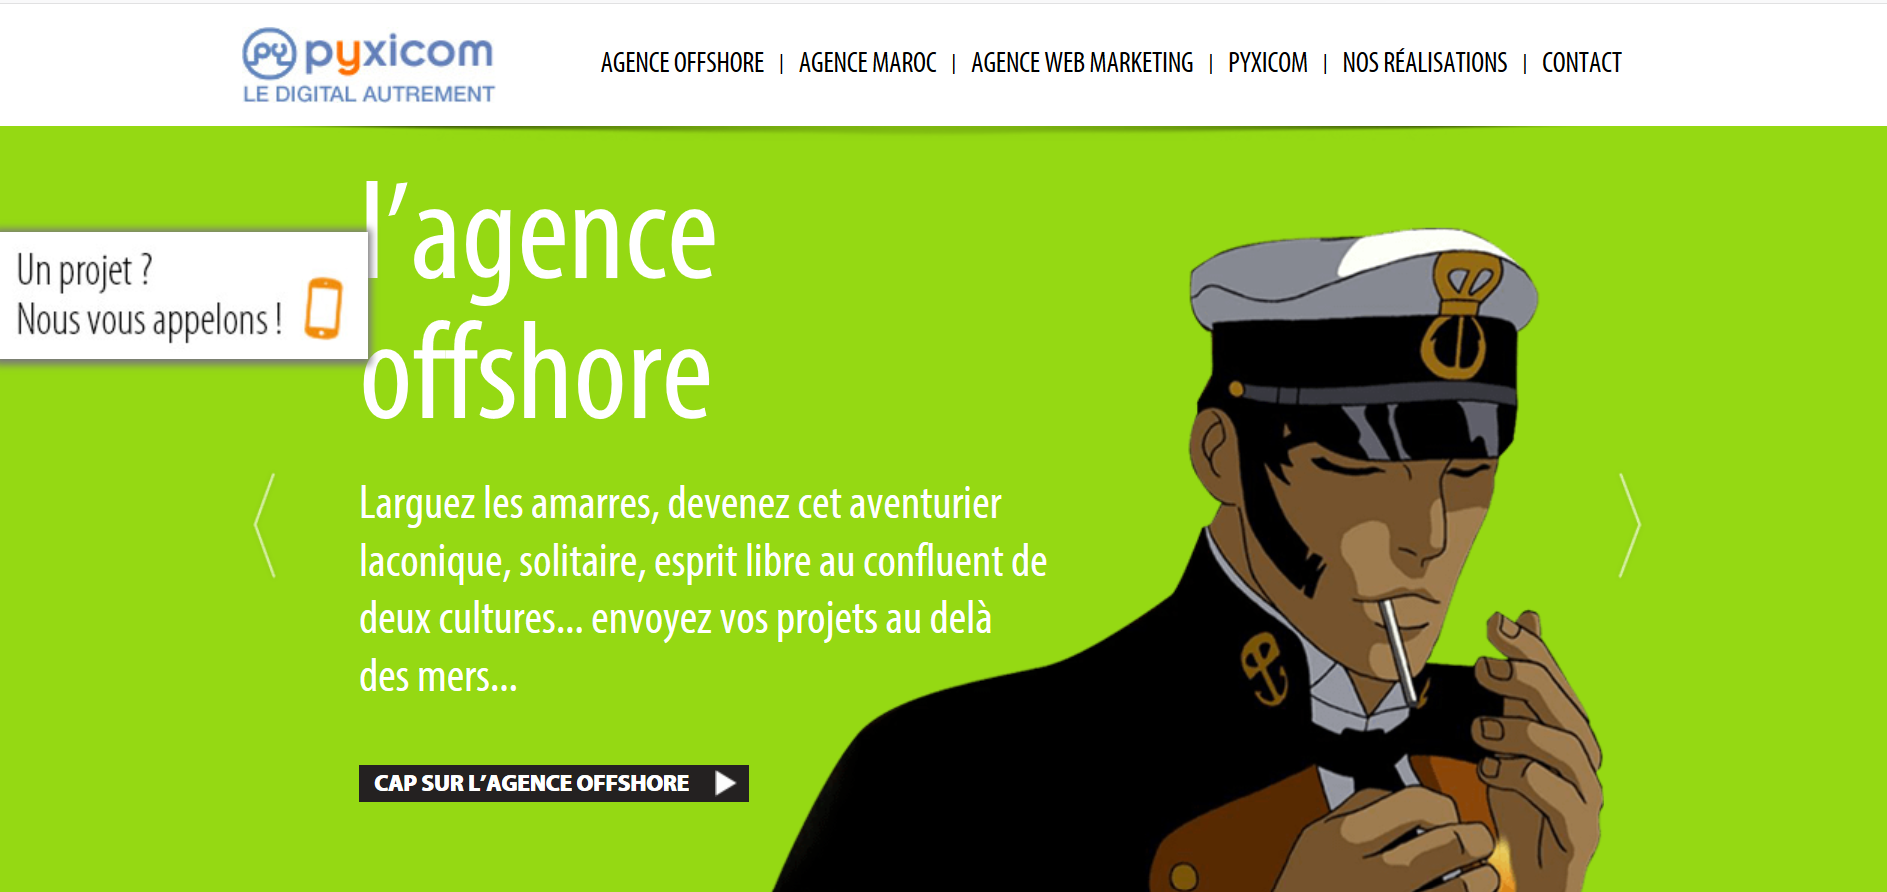 pyxicom
LE DIGITAL AUTREMENT
AGENCE OFFSHORE | AGENCE MAROC | AGENCE WEB MARKETING | PYXICOM | NOS RÉALISATIONS | CONTACT
Un projet ?
Nous vous appelons !
l’agence
offshore
Larguez les amarres, devenez cet aventurier
laconique, solitaire, esprit libre au confluent de
deux cultures... envoyez vos projets au delà
des mers...
CAP SUR L’AGENCE OFFSHORE